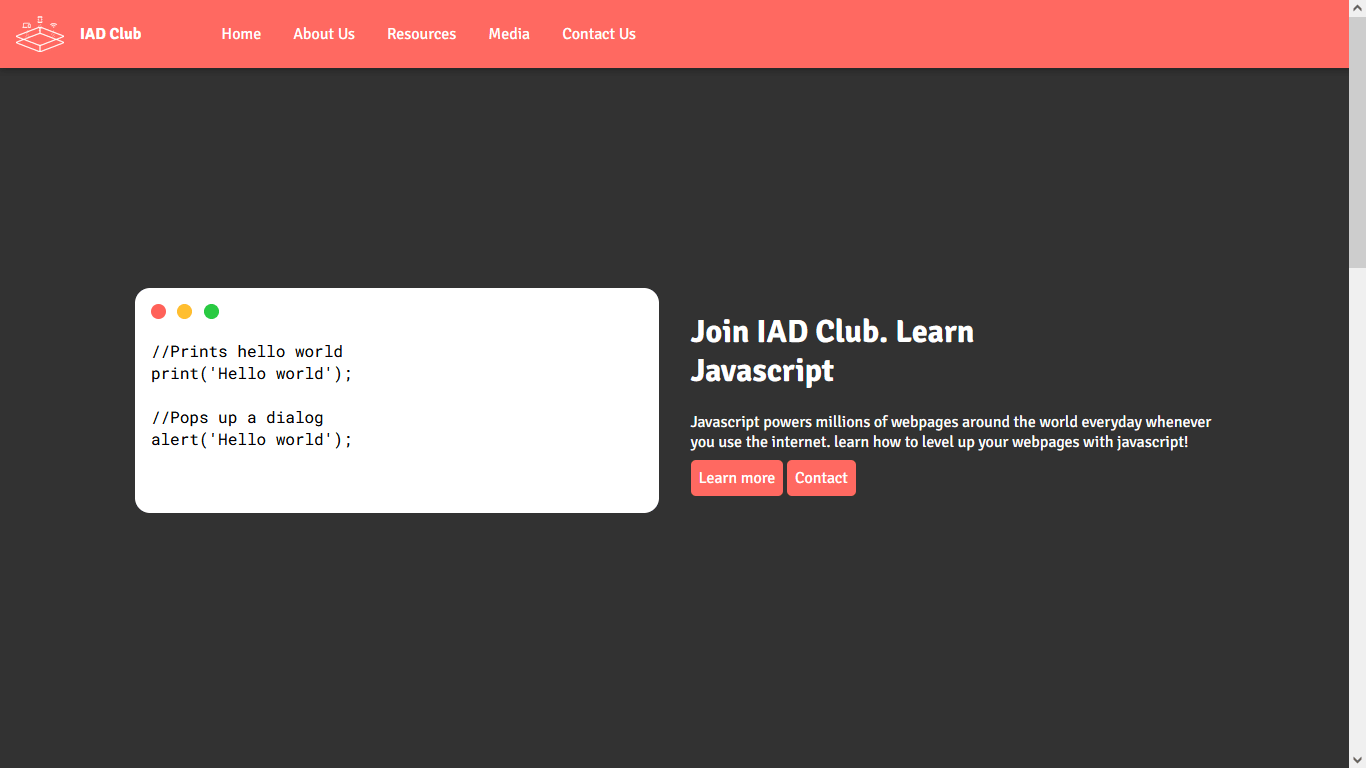 IAD Club
Home
About Us
Resources
Media
Contact Us
//Prints hello world
print('Hello world');
//Pops up a dialog
alert('Hello world');
Join IAD Club. Learn
Javascript
Javascript powers millions of webpages around the world everyday whenever
you use the internet. learn how to level up your webpages with javascript!
Learn more
Contact